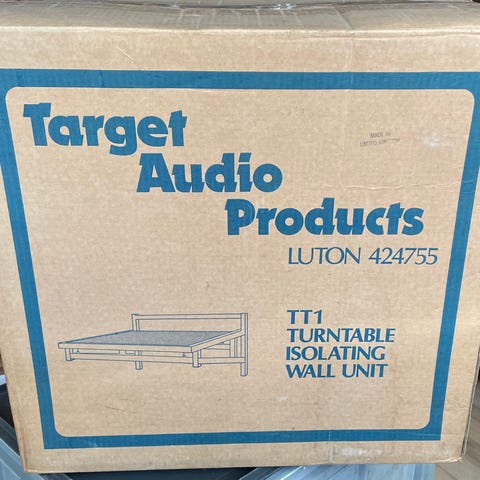 Target
Audio
Products
LUTON 424755
MADE IN
UNITED KINGDOM
TT1
TURNTABLE
ISOLATING
WALL UNIT